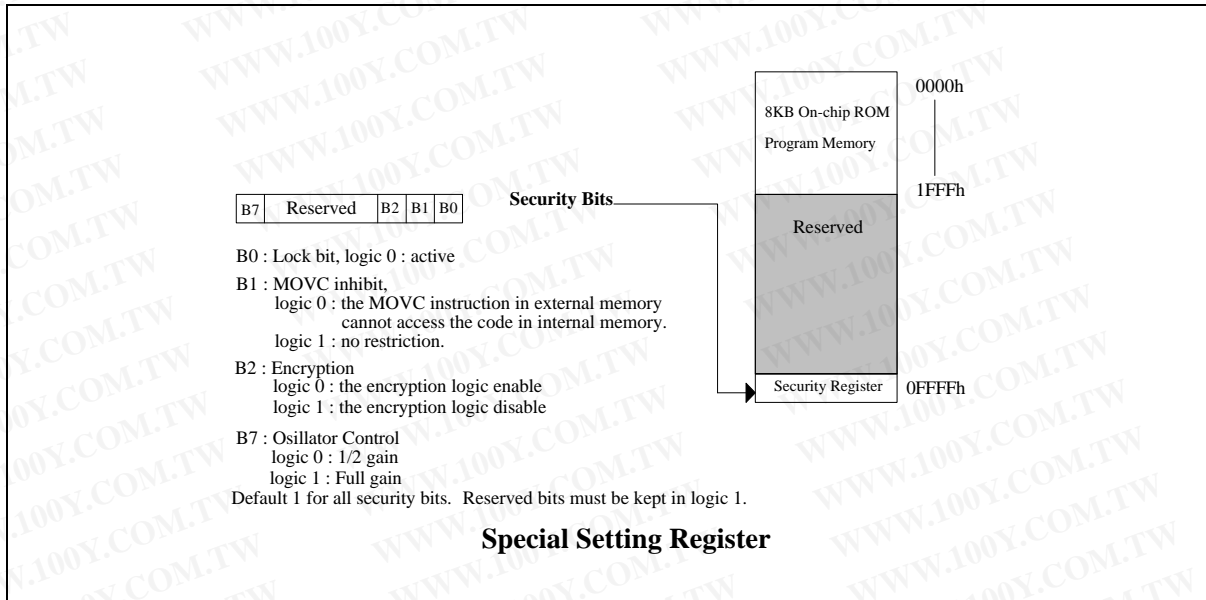 B7 Reserved B2 B1 B0
Security Bits
B0 : Lock bit, logic 0 : active
B1 : MOVC inhibit,
logic 0 : the MOVC instruction in external memory
cannot access the code in internal memory.
logic 1 : no restriction.
B2 : Encryption
logic 0 : the encryption logic enable
logic 1 : the encryption logic disable
B7 : Osillator Control
logic 0 : 1/2 gain
logic 1 : Full gain
Default 1 for all security bits. Reserved bits must be kept in logic 1.
8KB On-chip ROM
Program Memory
0000h
1FFFh
Reserved
Security Register
0FFFFh
Special Setting Register
WWW.100Y.COM.TW